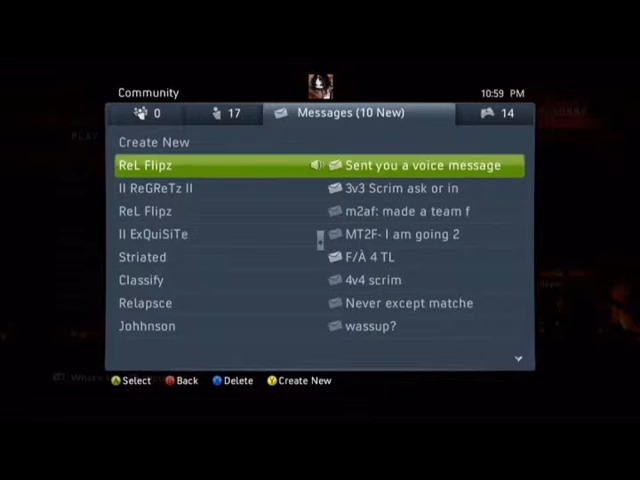 Community 10:59 PM
0 17 Messages (10 New) 14
Create New
ReL Flipz Sent you a voice message
II ReGReTz II 3v3 Scrim ask or in
ReL Flipz m2af: made a team f
II ExQuiSiTe MT2F- I am going 2
Striated F/À 4 TL
Classify 4v4 scrim
Relapsce Never except matche
Johhnson wassup?
A Select B Back X Delete Y Create New